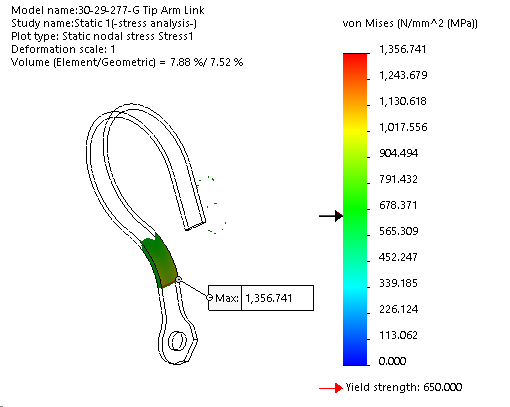 Model name:30-29-277-G Tip Arm Link
Study name:Static 1(-stress analysis-)
Plot type: Static nodal stress Stress1
Deformation scale: 1
Volume (Element/Geometric) = 7.88 %/ 7.52 %
von Mises (N/mm^2 (MPa))
1,356.741
1,243.679
1,130.618
1,017.556
904.494
791.432
678.371
565.309
452.247
339.185
226.124
113.062
0.000
Yield strength: 650.000
Max: 1,356.741